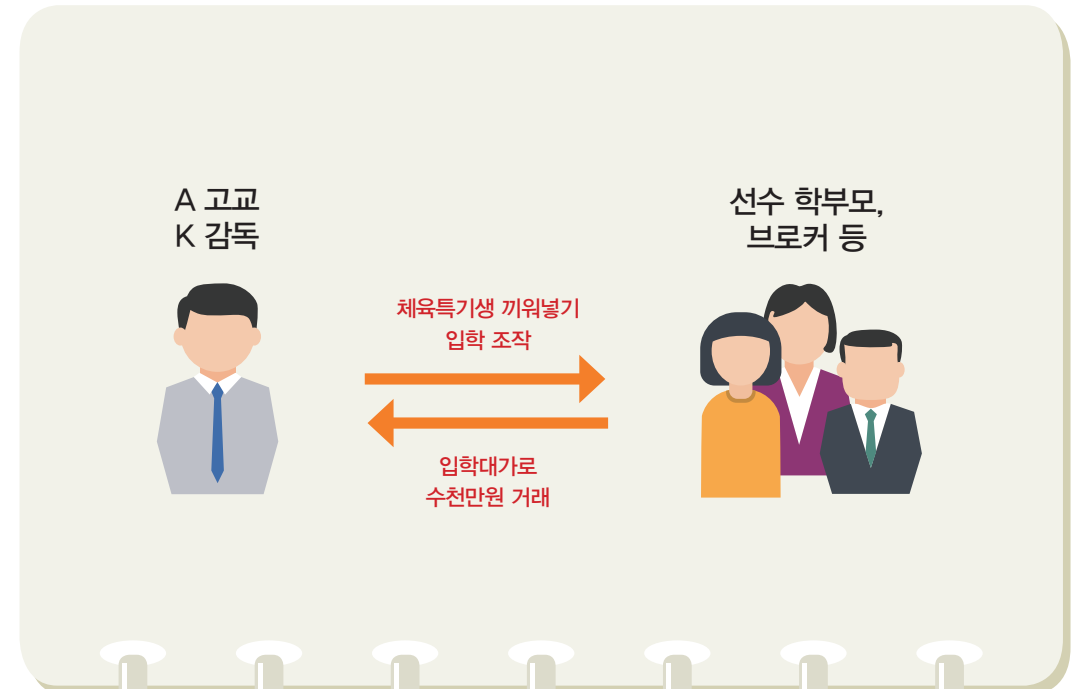 A 고교
K 감독
선수 학부모,
브로커 등
체육특기생 끼워넣기
입학 조작
입학대가로
수천만원 거래